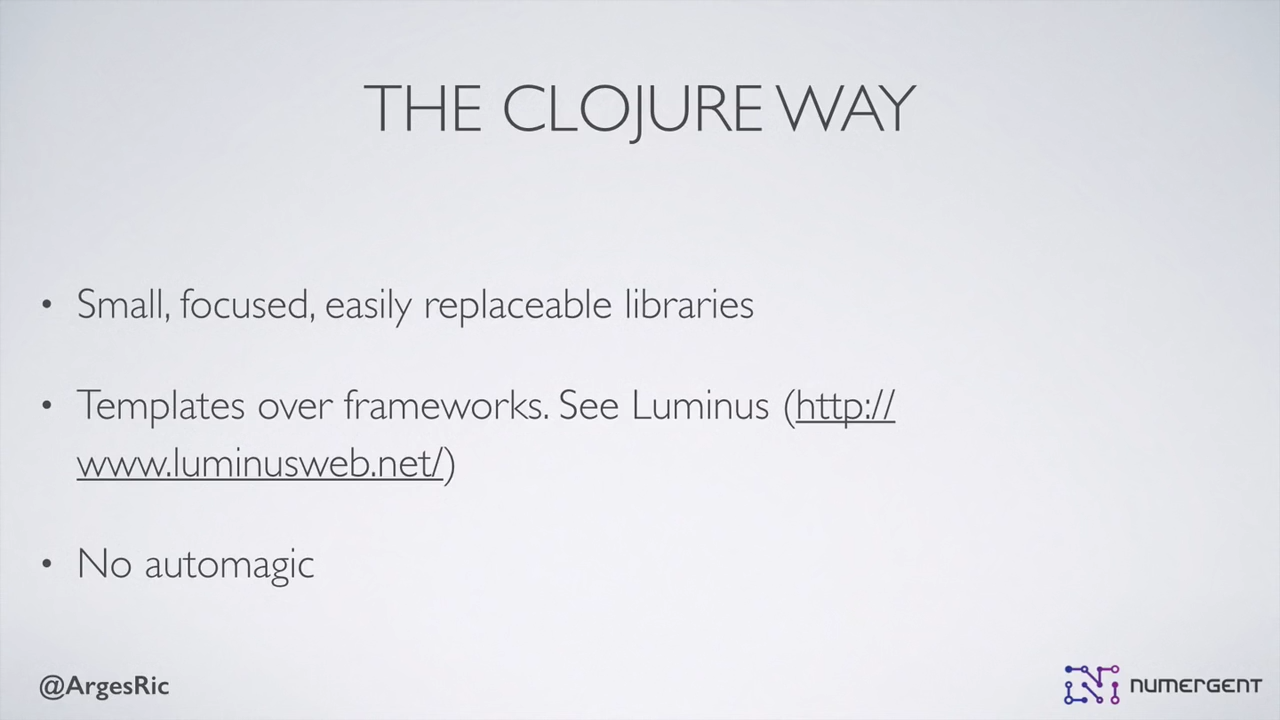 THE CLOJURE WAY
• Small, focused, easily replaceable libraries
• Templates over frameworks. See Luminus (http://
www.luminusweb.net/)
• No automagic
@ArgesRic
NUMERGENT